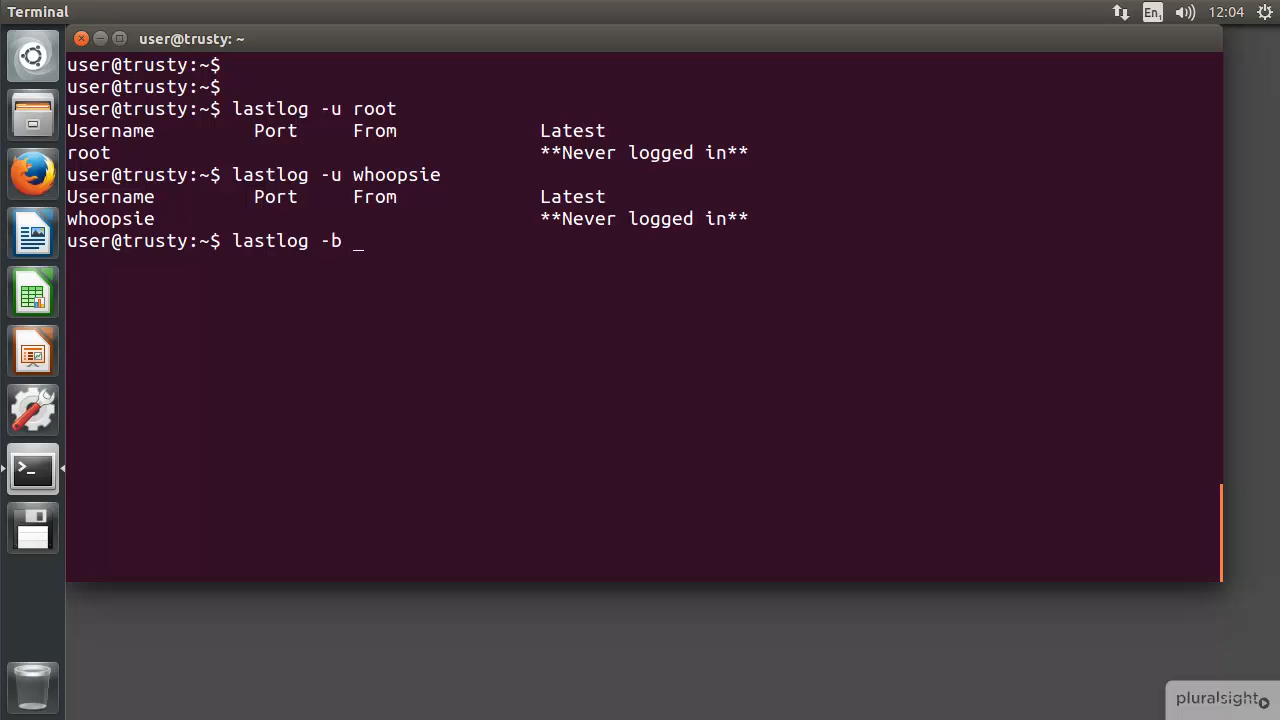 Terminal
En1
12:04
user@trusty: ~
user@trusty:~$
user@trusty:~$
user@trusty:~$ lastlog -u root
Username Port From Latest
root **Never logged in**
user@trusty:~$ lastlog -u whoopsie
Username Port From Latest
whoopsie **Never logged in**
user@trusty:~$ lastlog -b _
>_
pluralsight